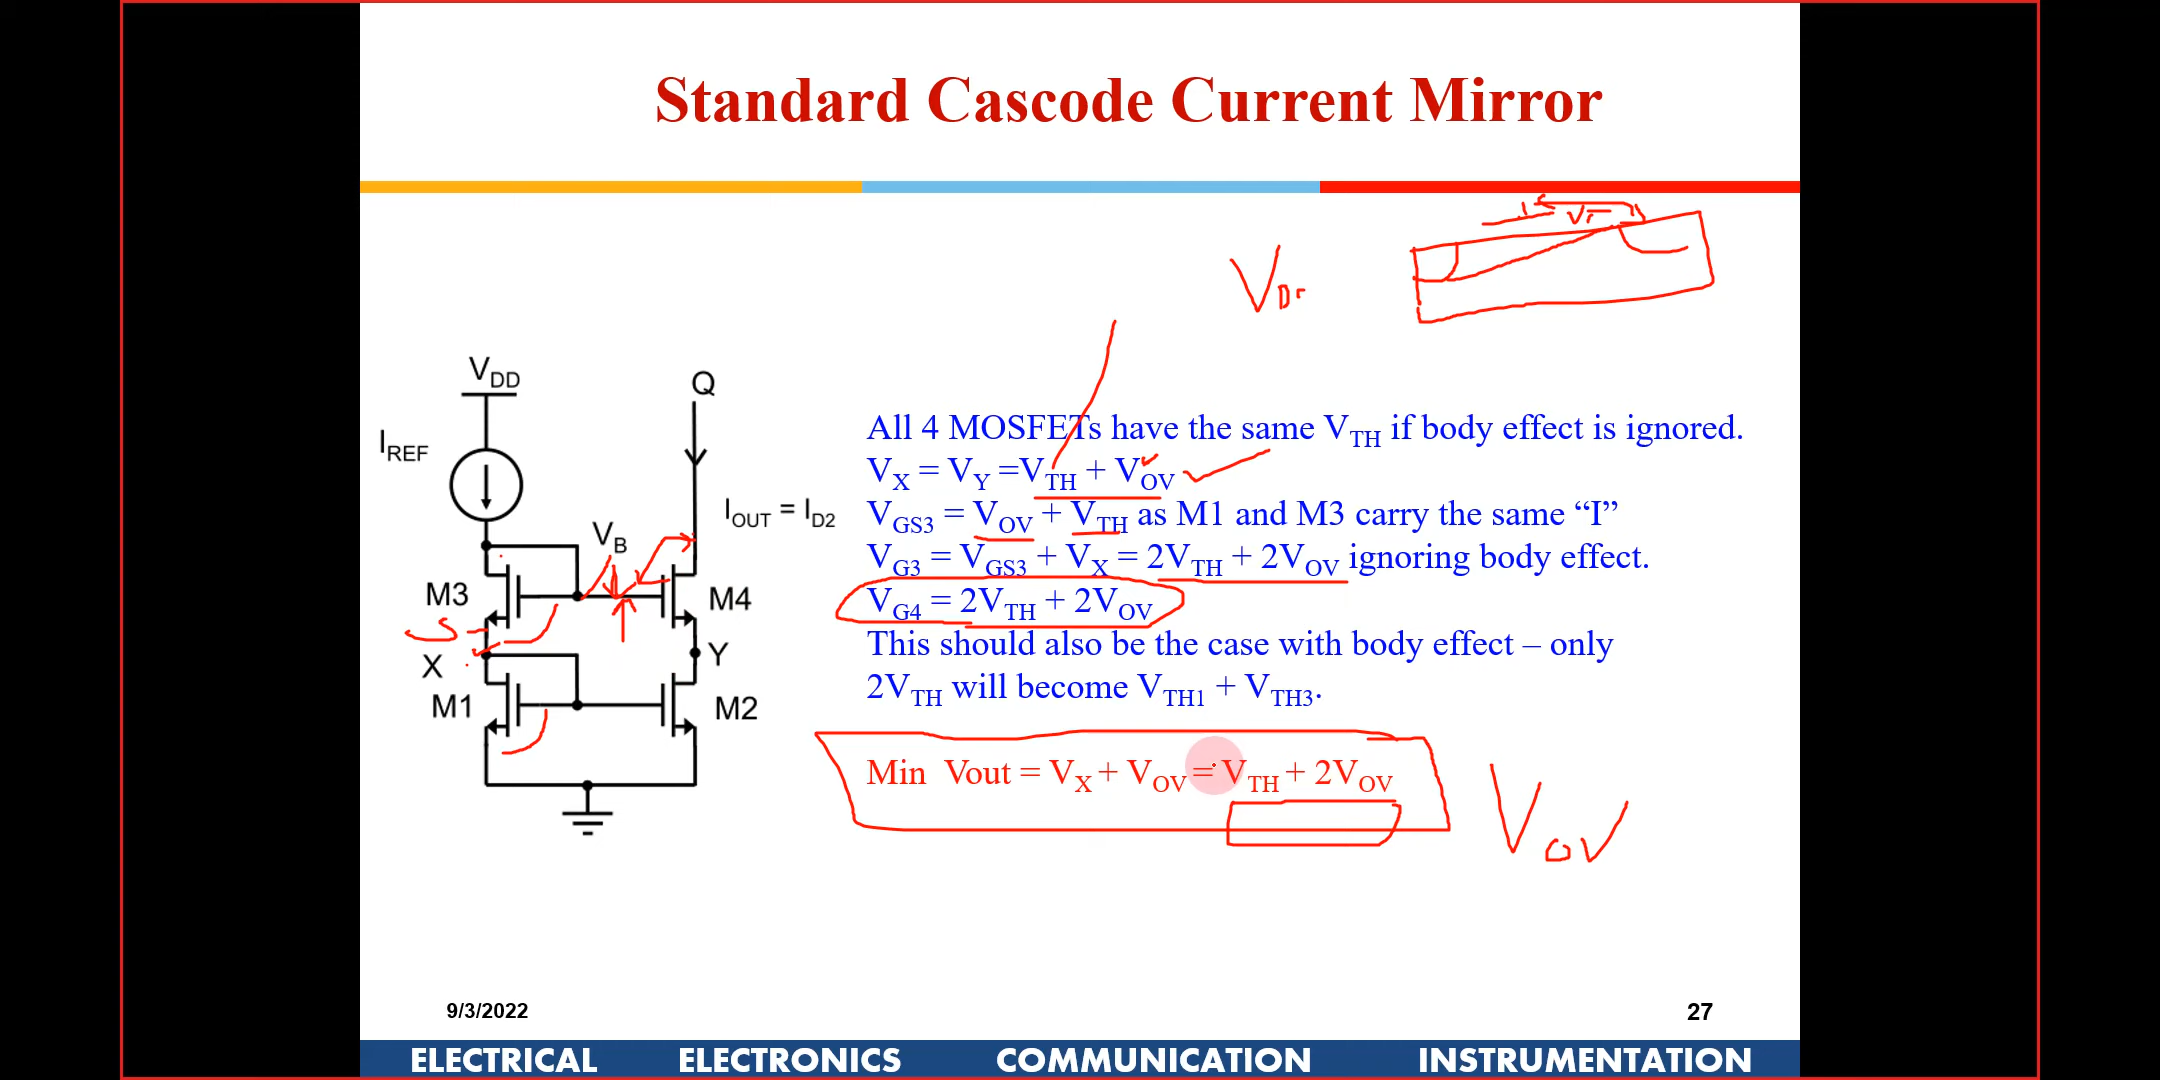 Standard Cascode Current Mirror
V
VDD
Q
IREF
All 4 MOSFETs have the same VTH if body effect is ignored.
VX = VY =VTH + VOV
IOUT = ID2
VGS3 = VOV + VTH as M1 and M3 carry the same “I”
VB
VG3 = VGS3 + VX = 2VTH + 2VOV ignoring body effect.
M3
M4
VG4 = 2VTH + 2VOV
S
This should also be the case with body effect – only
X
Y
2VTH will become VTH1 + VTH3.
M1
M2
Min Vout = VX + VOV = VTH + 2VOV
VOV
9/3/2022
27
ELECTRICAL ELECTRONICS COMMUNICATION INSTRUMENTATION